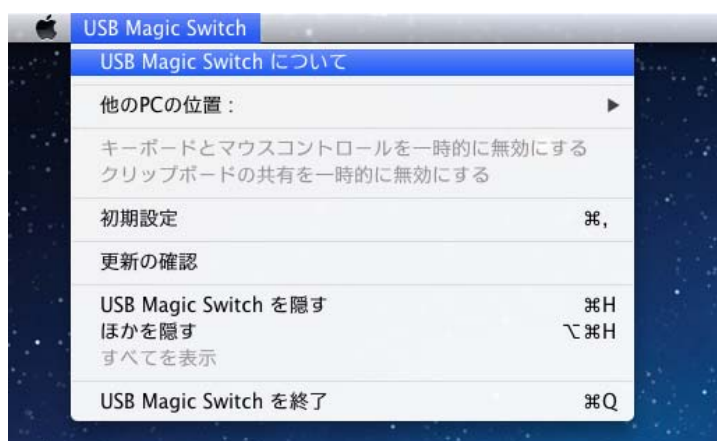 USB Magic Switch
USB Magic Switch について
他のPCの位置：
キーボードとマウスコントロールを一時的に無効にする
クリップボードの共有を一時的に無効にする
初期設定 ⌘,
更新の確認
USB Magic Switch を隠す ⌘H
ほかを隠す ⌥⌘H
すべてを表示
USB Magic Switch を終了 ⌘Q